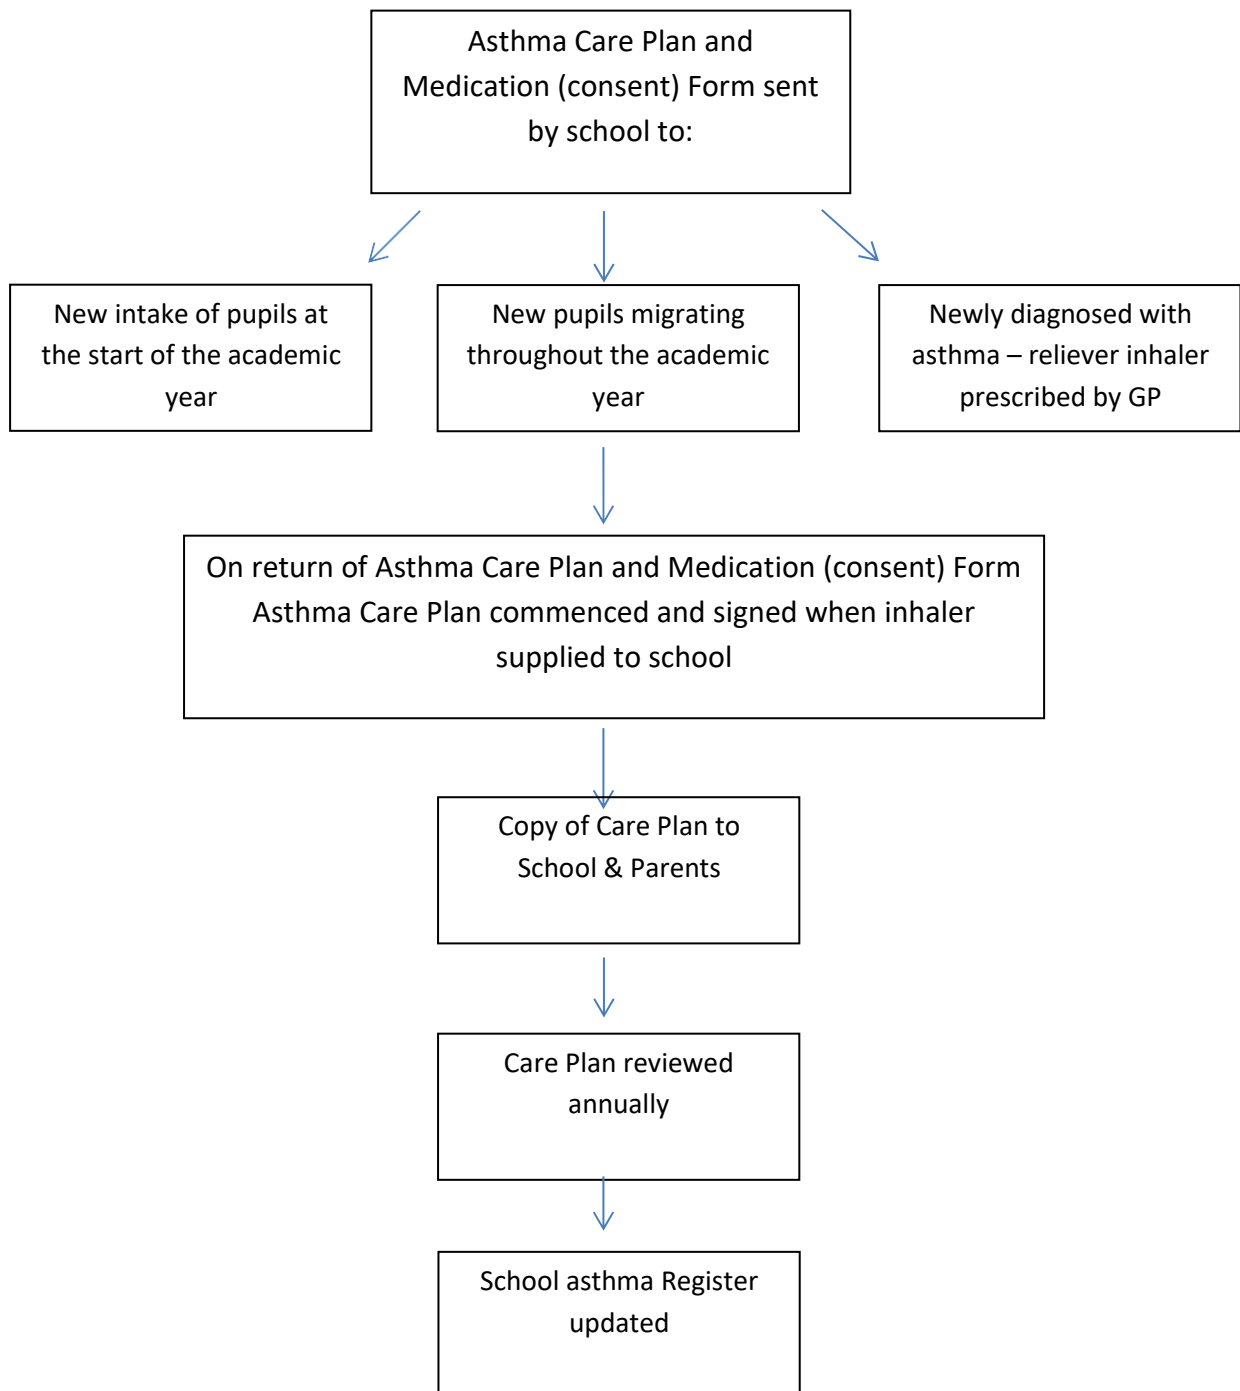 Asthma Care Plan and
Medication (consent) Form sent
by school to:
New intake of pupils at
the start of the academic
year
New pupils migrating
throughout the academic
year
Newly diagnosed with
asthma – reliever inhaler
prescribed by GP
On return of Asthma Care Plan and Medication (consent) Form
Asthma Care Plan commenced and signed when inhaler
supplied to school
Copy of Care Plan to
School & Parents
Care Plan reviewed
annually
School asthma Register
updated